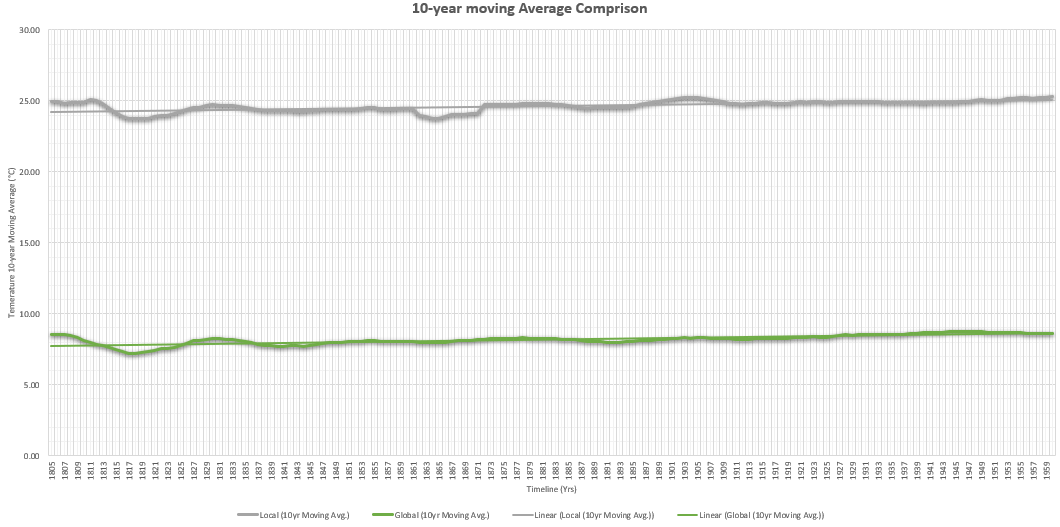 10-year moving Average Comprison
30.00
25.00
20.00
15.00
10.00
5.00
0.00
Temerature 10-year Moving Average (°C)
1805 1807 1809 1811 1813 1815 1817 1819 1821 1823 1825 1827 1829 1831 1833 1835 1837 1839 1841 1843 1845 1847 1849 1851 1853 1855 1857 1859 1861 1863 1865 1867 1869 1871 1873 1875 1877 1879 1881 1883 1885 1887 1889 1891 1893 1895 1897 1899 1901 1903 1905 1907 1909 1911 1913 1915 1917 1919 1921 1923 1925 1927 1929 1931 1933 1935 1937 1939 1941 1943 1945 1947 1949 1951 1953 1955 1957 1959
Timeline (Yrs)
Local (10yr Moving Avg.) Global (10yr Moving Avg.) Linear (Local (10yr Moving Avg.)) Linear (Global (10yr Moving Avg.))